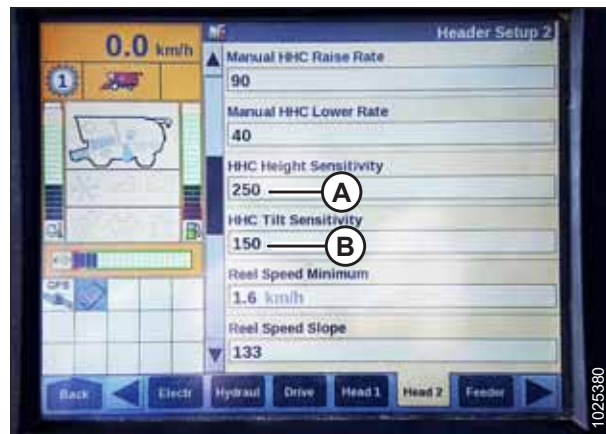 0.0 km/h
Header Setup 2
1
Manual HHC Raise Rate
90
Manual HHC Lower Rate
40
HHC Height Sensitivity
250
A
HHC Tilt Sensitivity
150
B
Reel Speed Minimum
1.6 km/h
Reel Speed Slope
133
GPS
Back Electr Hydraul Drive Head 1 Head 2 Feeder
1025380